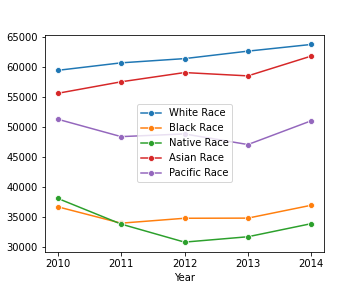 65000
60000
55000
50000
45000
40000
35000
30000
White Race
Black Race
Native Race
Asian Race
Pacific Race
2010 2011 2012 2013 2014
Year